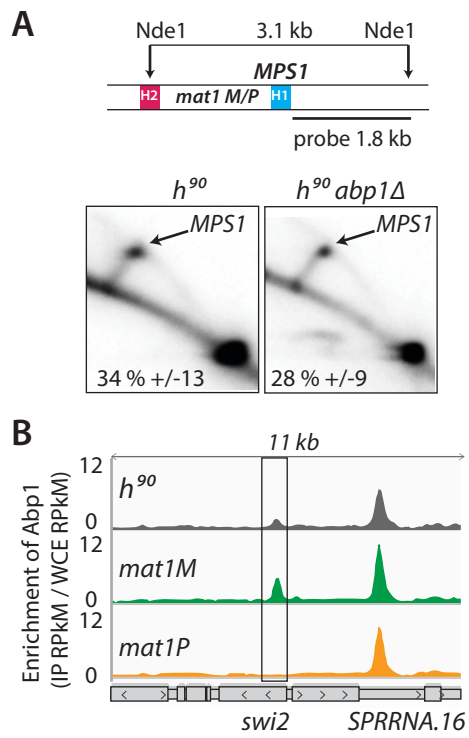 A
Nde1 3.1 kb Nde1
MPS1
H2 mat1 M/P H1
probe 1.8 kb
h⁹⁰ h⁹⁰ abp1Δ
MPS1 MPS1
34 % +/-13 28 % +/-9
B
11 kb
Enrichment of Abp1
(IP RPkM / WCE RPkM)
12
h⁹⁰
0
12
mat1M
0
12
mat1P
0
swi2 SPRRNA.16